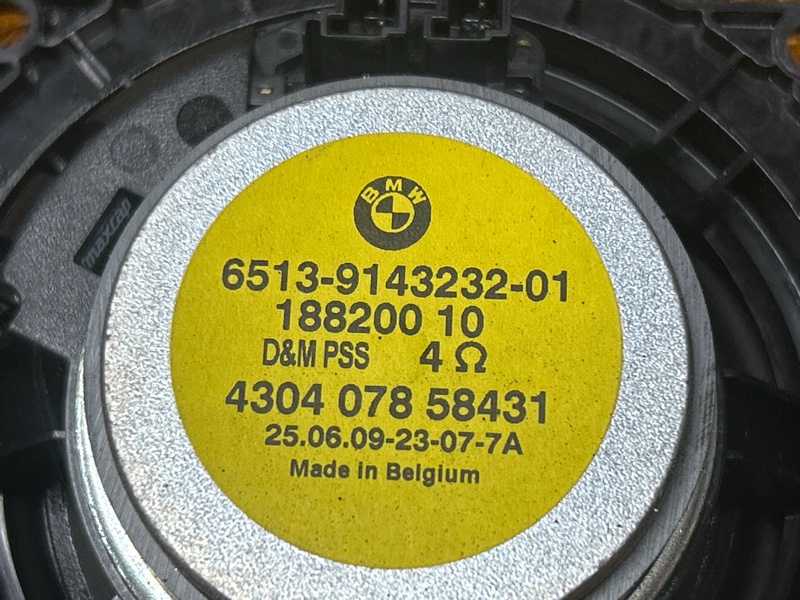 BMW
6513-9143232-01
188200 10
D&M PSS 4 Ω
4304 078 58431
25.06.09-23-07-7A
Made in Belgium
maxcap